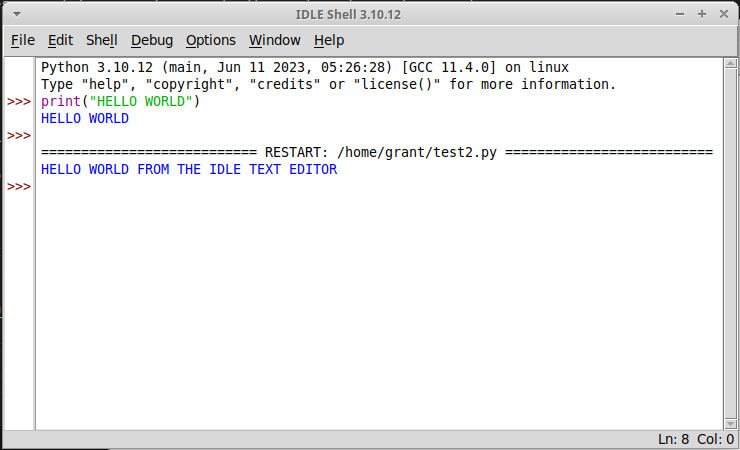 IDLE Shell 3.10.12
File Edit Shell Debug Options Window Help
Python 3.10.12 (main, Jun 11 2023, 05:26:28) [GCC 11.4.0] on linux
Type "help", "copyright", "credits" or "license()" for more information.
>>> print("HELLO WORLD")
HELLO WORLD
>>>
=========================== RESTART: /home/grant/test2.py ==========================
HELLO WORLD FROM THE IDLE TEXT EDITOR
>>>
Ln: 8 Col: 0